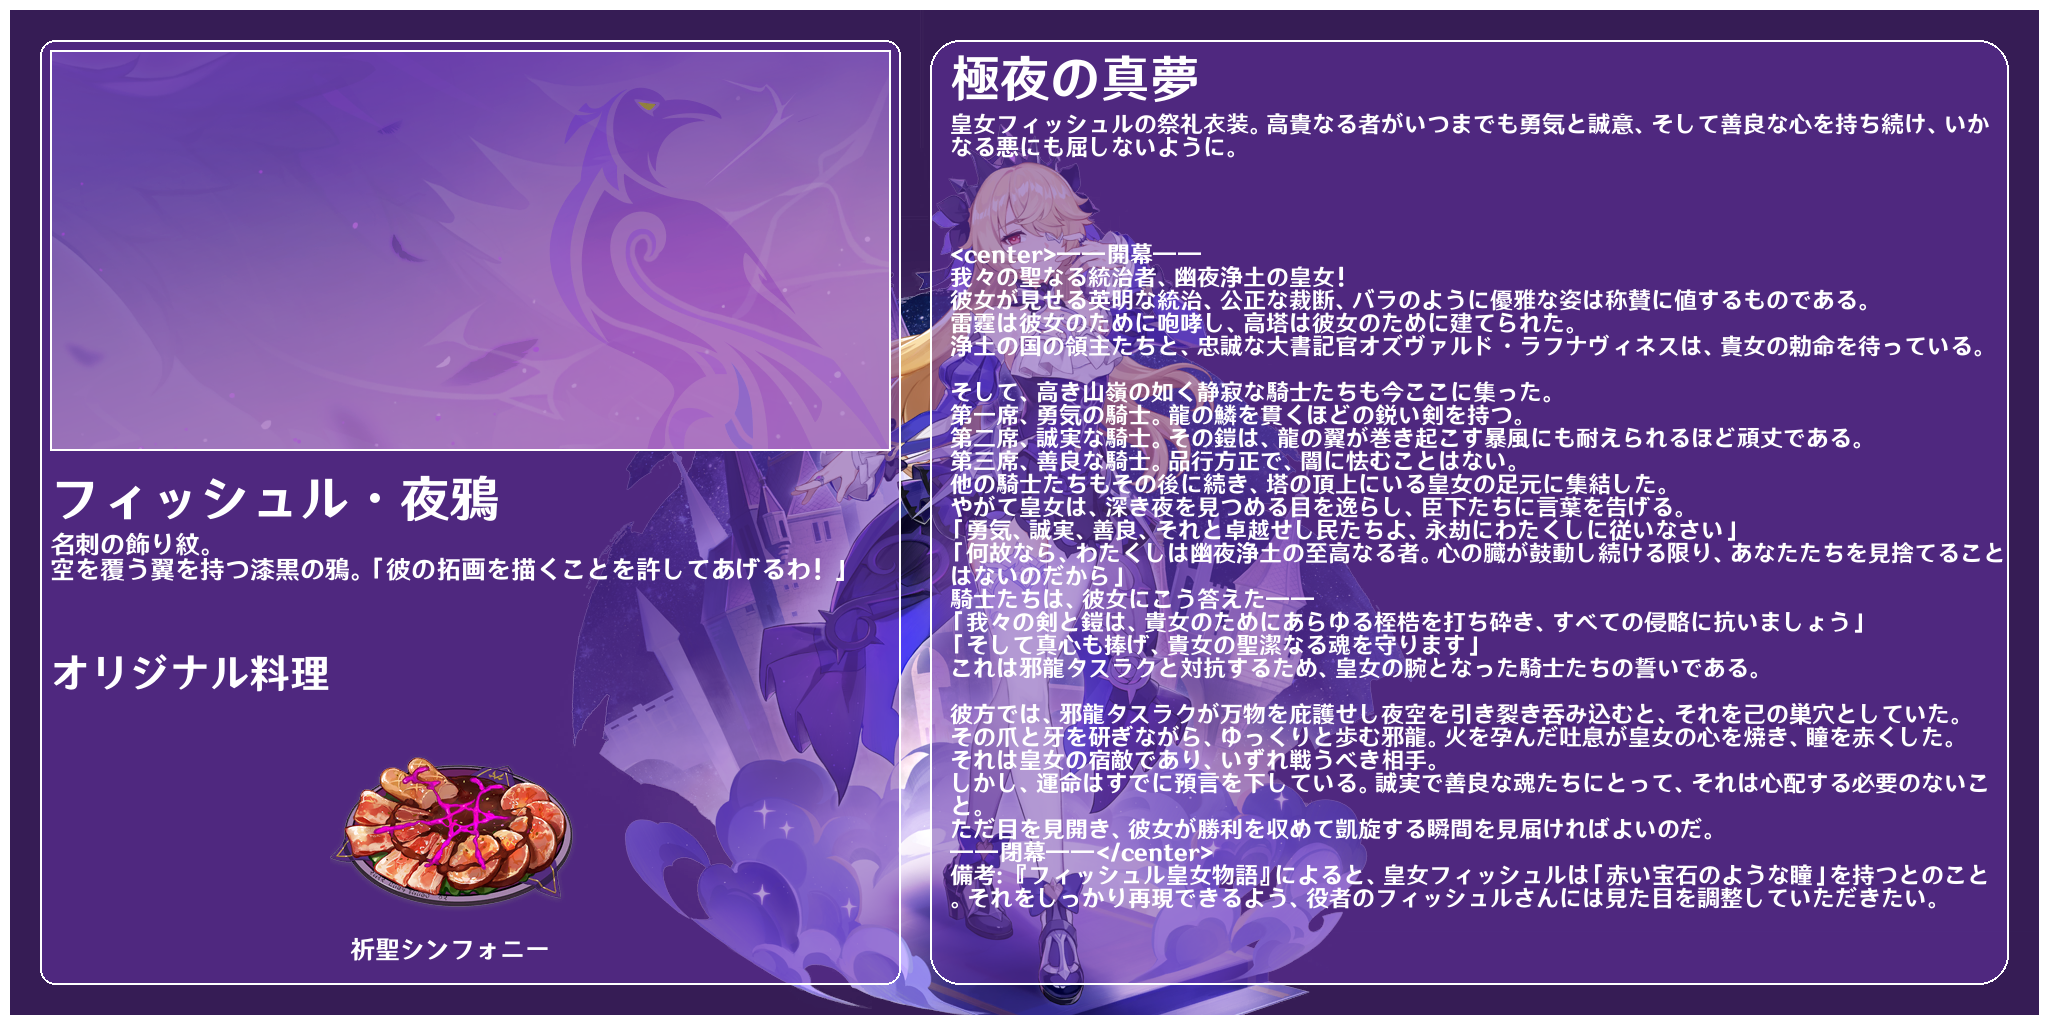 フィッシュル・夜鴉
名刺の飾り紋。
空を覆う翼を持つ漆黒の鴉。「彼の拓画を描くことを許してあげるわ！」
オリジナル料理
祈聖シンフォニー
極夜の真夢
皇女フィッシュルの祭礼衣装。高貴なる者がいつまでも勇気と誠意、そして善良な心を持ち続け、いか
なる悪にも屈しないように。
<center>——開幕——
我々の聖なる統治者、幽夜浄土の皇女！
彼女が見せる英明な統治、公正な裁断、バラのように優雅な姿は称賛に値するものである。
雷霆は彼女のために咆哮し、高塔は彼女のために建てられた。
浄土の国の領主たちと、忠誠な大書記官オズヴァルド・ラフナヴィネスは、貴女の勅命を待っている。
そして、高き山嶺の如く静寂な騎士たちも今ここに集った。
第一席、勇気の騎士。龍の鱗を貫くほどの鋭い剣を持つ。
第二席、誠実な騎士。その鎧は、龍の翼が巻き起こす暴風にも耐えられるほど頑丈である。
第三席、善良な騎士。品行方正で、闇に怯むことはない。
他の騎士たちもその後に続き、塔の頂上にいる皇女の足元に集結した。
やがて皇女は、深き夜を見つめる目を逸らし、臣下たちに言葉を告げる。
「勇気、誠実、善良、それと卓越せし民たちよ、永劫にわたくしに従いなさい」
「何故なら、わたくしは幽夜浄土の至高なる者。心の臓が鼓動し続ける限り、あなたたちを見捨てること
はないのだから」
騎士たちは、彼女にこう答えた——
「我々の剣と鎧は、貴女のためにあらゆる桎梏を打ち砕き、すべての侵略に抗いましょう」
「そして真心も捧げ、貴女の聖潔なる魂を守ります」
これは邪龍タスラクと対抗するため、皇女の腕となった騎士たちの誓いである。
彼方では、邪龍タスラクが万物を庇護せし夜空を引き裂き呑み込むと、それを己の巣穴としていた。
その爪と牙を研ぎながら、ゆっくりと歩む邪龍。火を孕んだ吐息が皇女の心を焼き、瞳を赤くした。
それは皇女の宿敵であり、いずれ戦うべき相手。
しかし、運命はすでに預言を下している。誠実で善良な魂たちにとって、それは心配する必要のないこ
と。
ただ目を見開き、彼女が勝利を収めて凱旋する瞬間を見届ければよいのだ。
——閉幕——</center>
備考:『フィッシュル皇女物語』によると、皇女フィッシュルは「赤い宝石のような瞳」を持つとのこと
。それをしっかり再現できるよう、役者のフィッシュルさんには見た目を調整していただきたい。